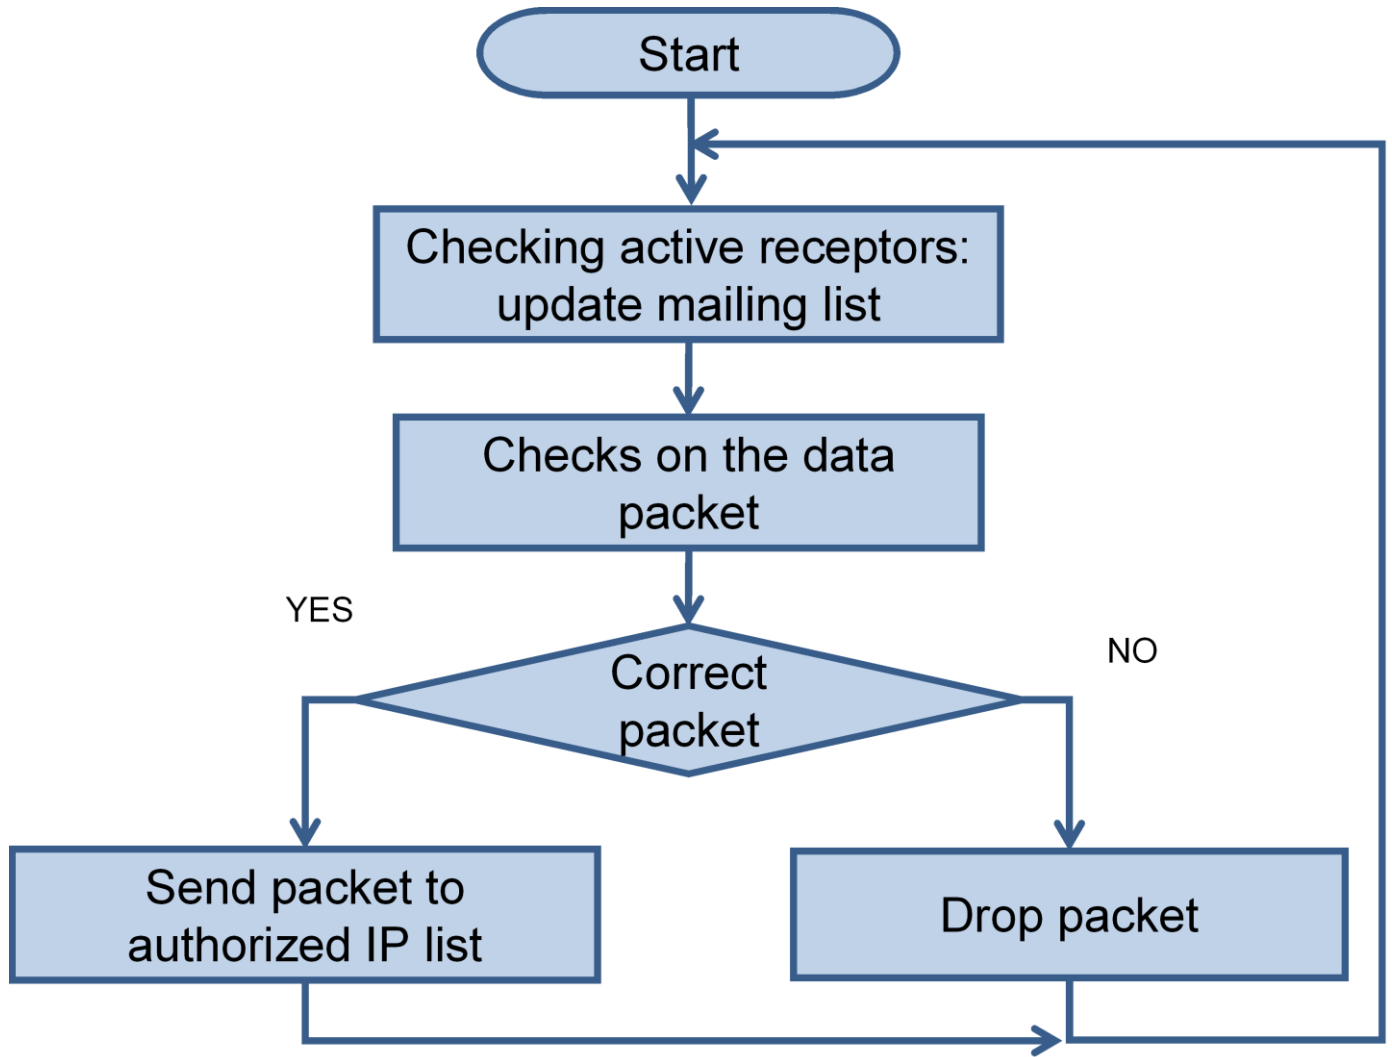 Start
Checking active receptors:
update mailing list
Checks on the data
packet
YES
NO
Correct
packet
Send packet to
authorized IP list
Drop packet